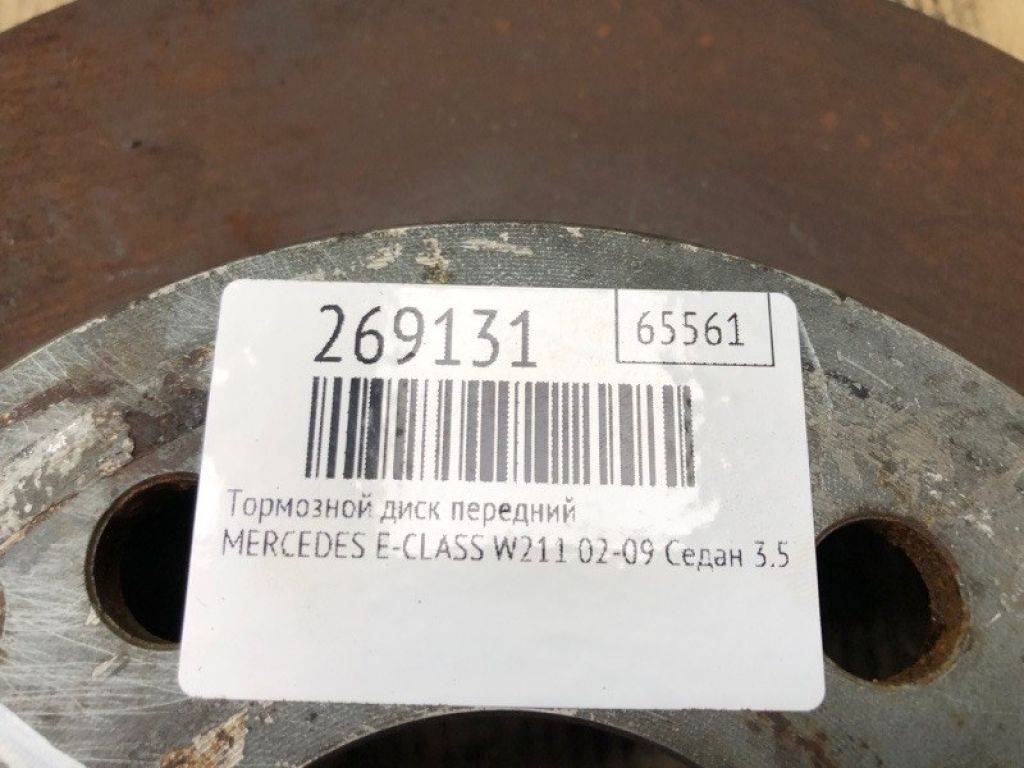 269131
65561
Тормозной диск передний
MERCEDES E-CLASS W211 02-09 Седан 3.5